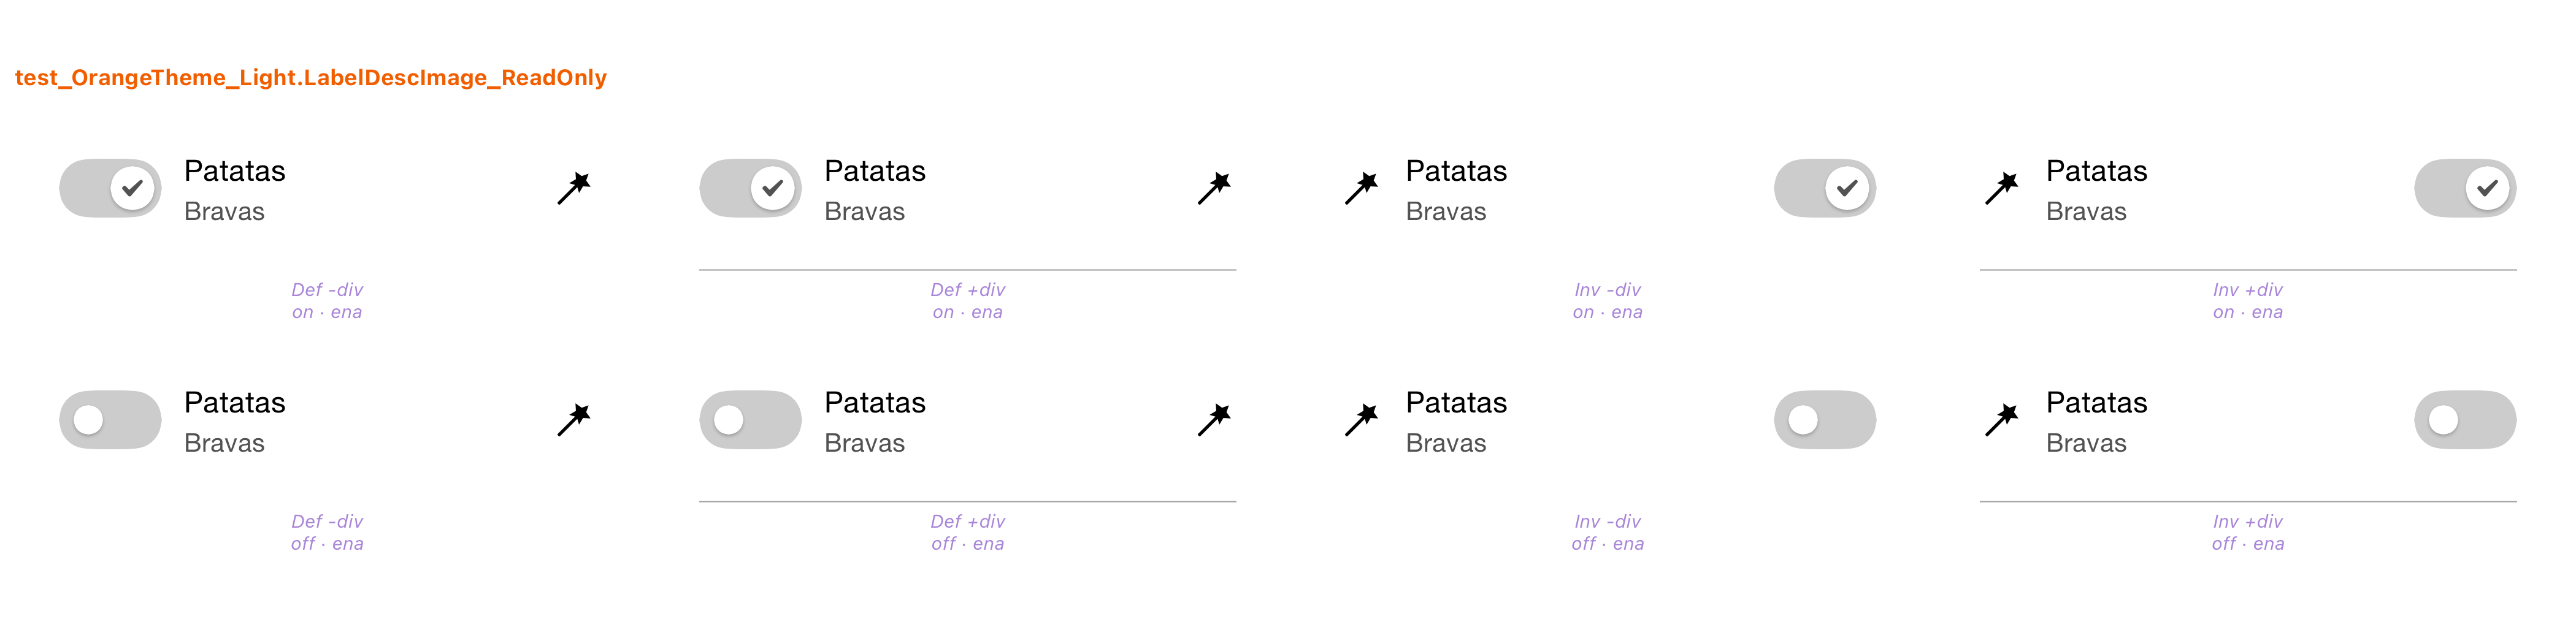 test_OrangeTheme_Light.LabelDescImage_ReadOnly
Patatas
Bravas
Def -div
on · ena
Patatas
Bravas
Def +div
on · ena
Patatas
Bravas
Inv -div
on · ena
Patatas
Bravas
Inv +div
on · ena
Patatas
Bravas
Def -div
off · ena
Patatas
Bravas
Def +div
off · ena
Patatas
Bravas
Inv -div
off · ena
Patatas
Bravas
Inv +div
off · ena